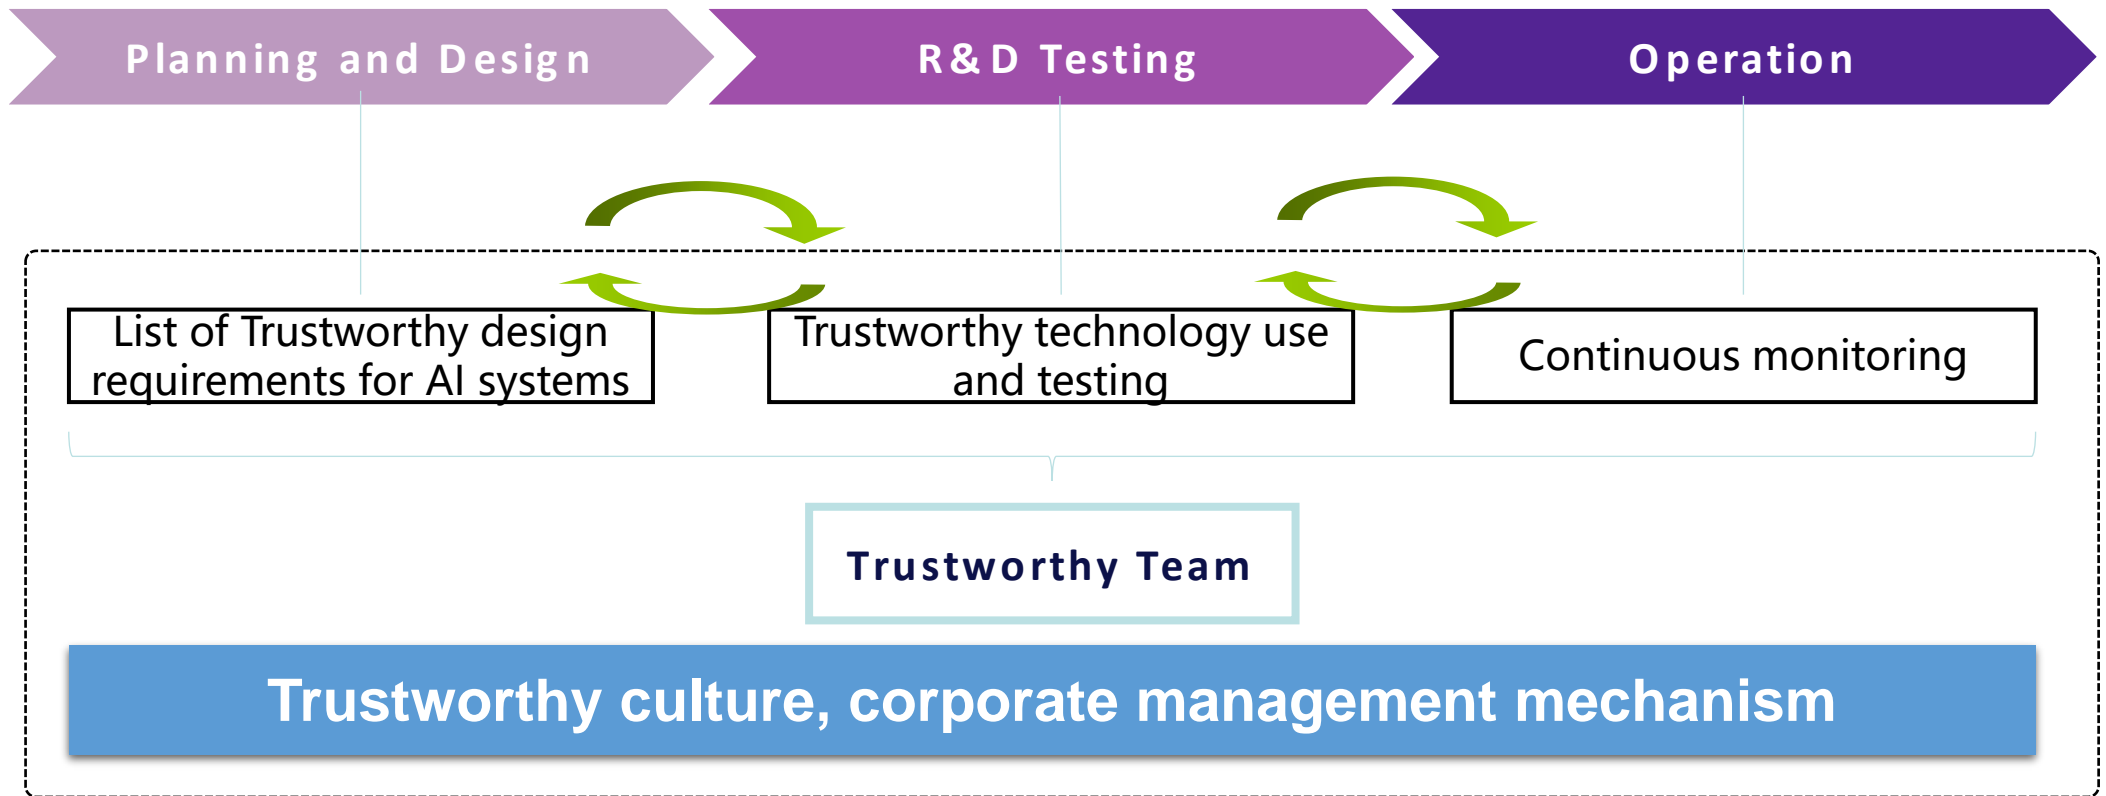 Planning and Design
R&D Testing
Operation
List of Trustworthy design
requirements for AI systems
Trustworthy technology use
and testing
Continuous monitoring
Trustworthy Team
Trustworthy culture, corporate management mechanism